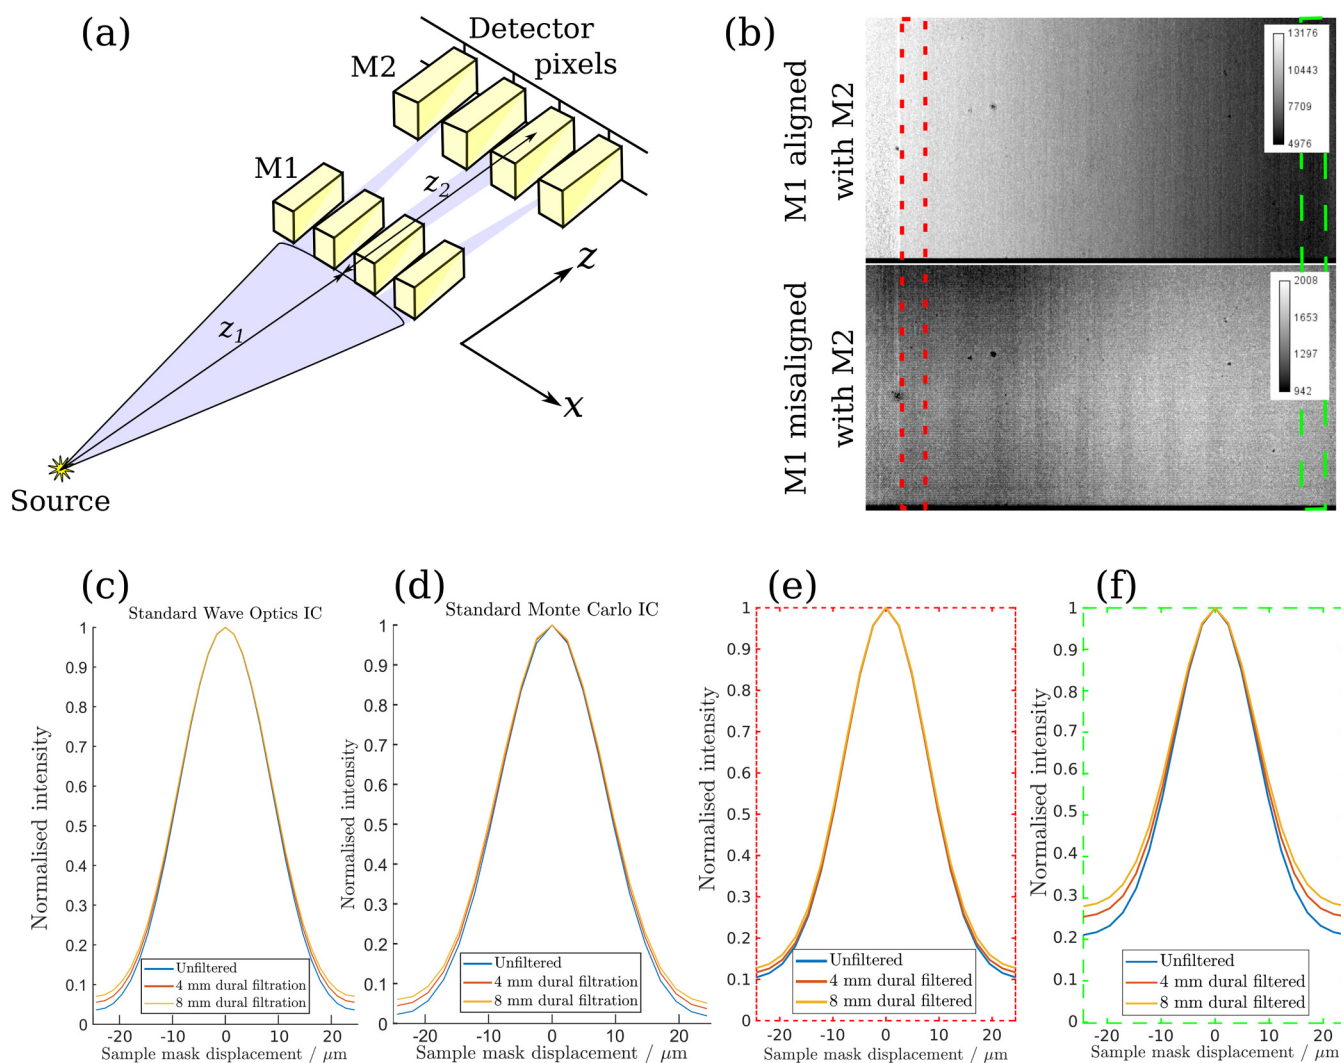 (a)
Detector
pixels
M2
M1
z2
z1
z
x
Source
(b)
M1 aligned
with M2
13176
10443
7709
4976
M1 misaligned
with M2
2008
1653
1297
942
(c)
Standard Wave Optics IC
1
0.9
0.8
0.7
0.6
0.5
0.4
0.3
0.2
0.1
0
Normalised intensity
Unfiltered
4 mm dural filtration
8 mm dural filtration
-20 -10 0 10 20
Sample mask displacement / μm
(d)
Standard Monte Carlo IC
1
0.9
0.8
0.7
0.6
0.5
0.4
0.3
0.2
0.1
0
Normalised intensity
Unfiltered
4 mm dural filtration
8 mm dural filtration
-20 -10 0 10 20
Sample mask displacement / μm
(e)
1
0.9
0.8
0.7
0.6
0.5
0.4
0.3
0.2
0.1
0
Normalised intensity
Unfiltered
4 mm dural filtered
8 mm dural filtered
-20 -10 0 10 20
Sample mask displacement / μm
(f)
1
0.9
0.8
0.7
0.6
0.5
0.4
0.3
0.2
0.1
0
Normalised intensity
Unfiltered
4 mm dural filtered
8 mm dural filtered
-20 -10 0 10 20
Sample mask displacement / μm